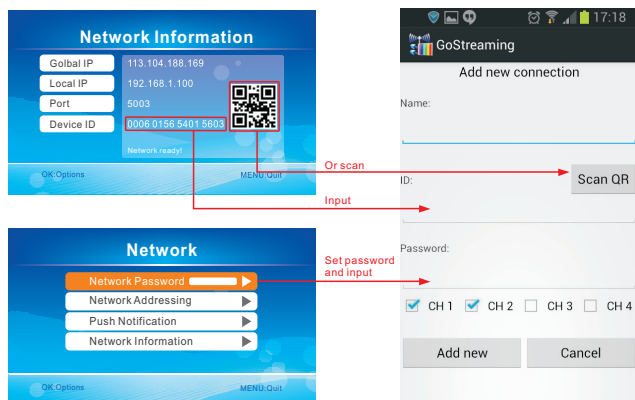 Network Information
Golbal IP 113.104.188.169
Local IP 192.168.1.100
Port 5003
Device ID 0006 0156 5401 5603
Network ready!
OK:Options MENU:Quit
Or scan
Input
Network
Network Password
Network Addressing
Push Notification
Network Information
OK:Options MENU:Quit
Set password
and input
17:18
GoStreaming
Add new connection
Name:
ID:
Scan QR
Password:
CH 1 CH 2 CH 3 CH 4
Add new Cancel